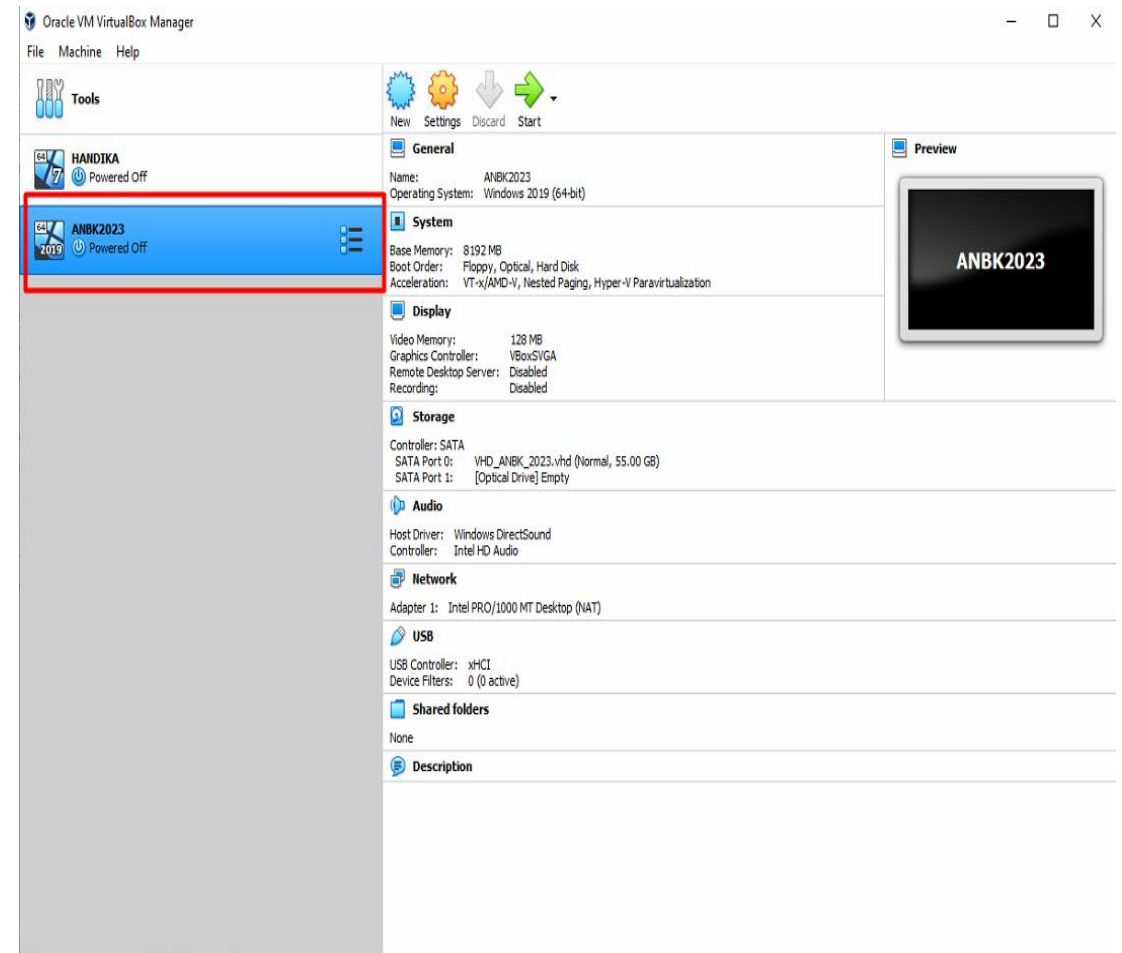 Oracle VM VirtualBox Manager
File Machine Help
Tools
New Settings Discard Start
64 7 HANDIKA
Powered Off
64 2019 ANBK2023
Powered Off
General
Name: ANBK2023
Operating System: Windows 2019 (64-bit)
Preview
ANBK2023
System
Base Memory: 8192 MB
Boot Order: Floppy, Optical, Hard Disk
Acceleration: VT-x/AMD-V, Nested Paging, Hyper-V Paravirtualization
Display
Video Memory: 128 MB
Graphics Controller: VBoxSVGA
Remote Desktop Server: Disabled
Recording: Disabled
Storage
Controller: SATA
SATA Port 0: VHD_ANBK_2023.vhd (Normal, 55.00 GB)
SATA Port 1: [Optical Drive] Empty
Audio
Host Driver: Windows DirectSound
Controller: Intel HD Audio
Network
Adapter 1: Intel PRO/1000 MT Desktop (NAT)
USB
USB Controller: xHCI
Device Filters: 0 (0 active)
Shared folders
None
Description